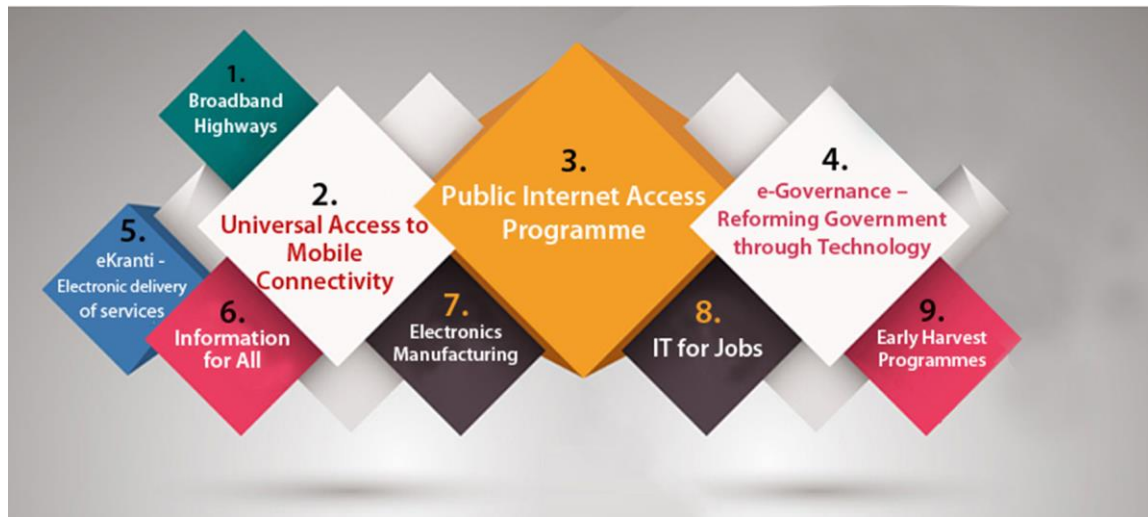 1.
Broadband
Highways
2.
Universal Access to
Mobile
Connectivity
3.
Public Internet Access
Programme
4.
e-Governance –
Reforming Government
through Technology
5.
eKranti -
Electronic delivery
of services
6.
Information
for All
7.
Electronics
Manufacturing
8.
IT for Jobs
9.
Early Harvest
Programmes